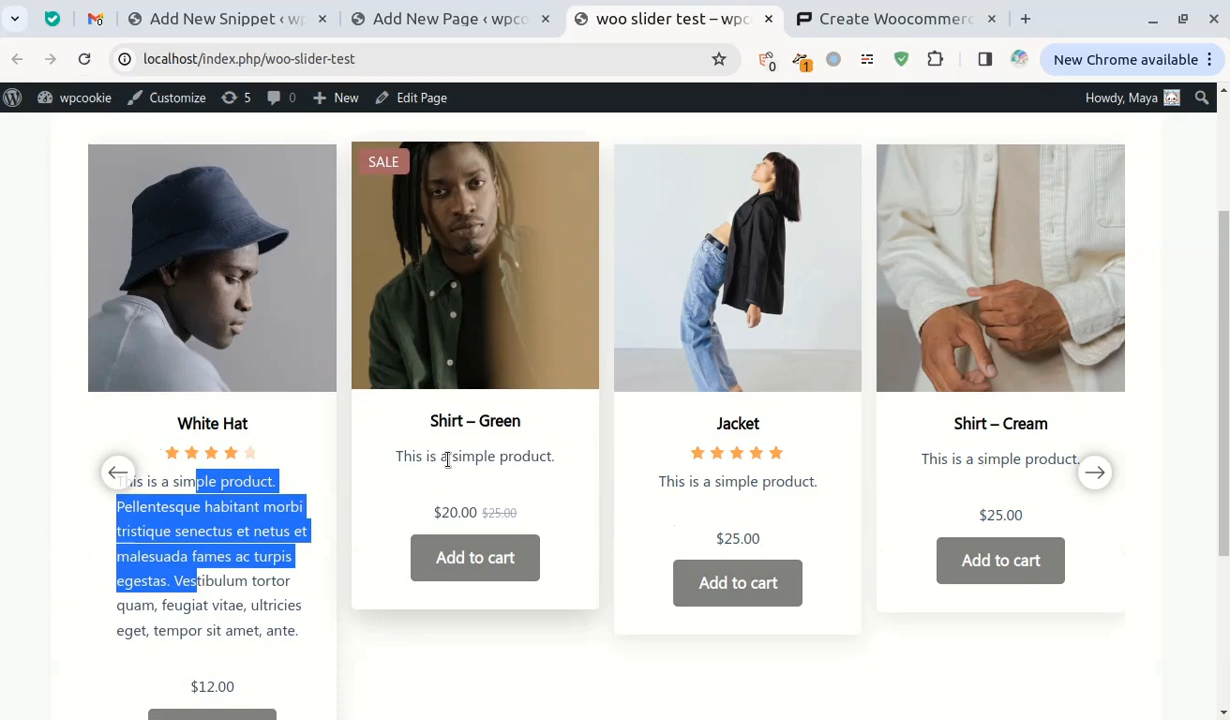 Add New Snippet ‹ wp
Add New Page ‹ wpco
woo slider test – wpc
Create Woocommerc
localhost/index.php/woo-slider-test
0
1
New Chrome available
wpcookie
Customize
5
0
New
Edit Page
Howdy, Maya
SALE
White Hat
This is a simple product.
Pellentesque habitant morbi
tristique senectus et netus et
malesuada fames ac turpis
egestas. Vestibulum tortor
quam, feugiat vitae, ultricies
eget, tempor sit amet, ante.
$12.00
Shirt – Green
This is a simple product.
$20.00 $25.00
Add to cart
Jacket
This is a simple product.
$25.00
Add to cart
Shirt – Cream
This is a simple product.
$25.00
Add to cart